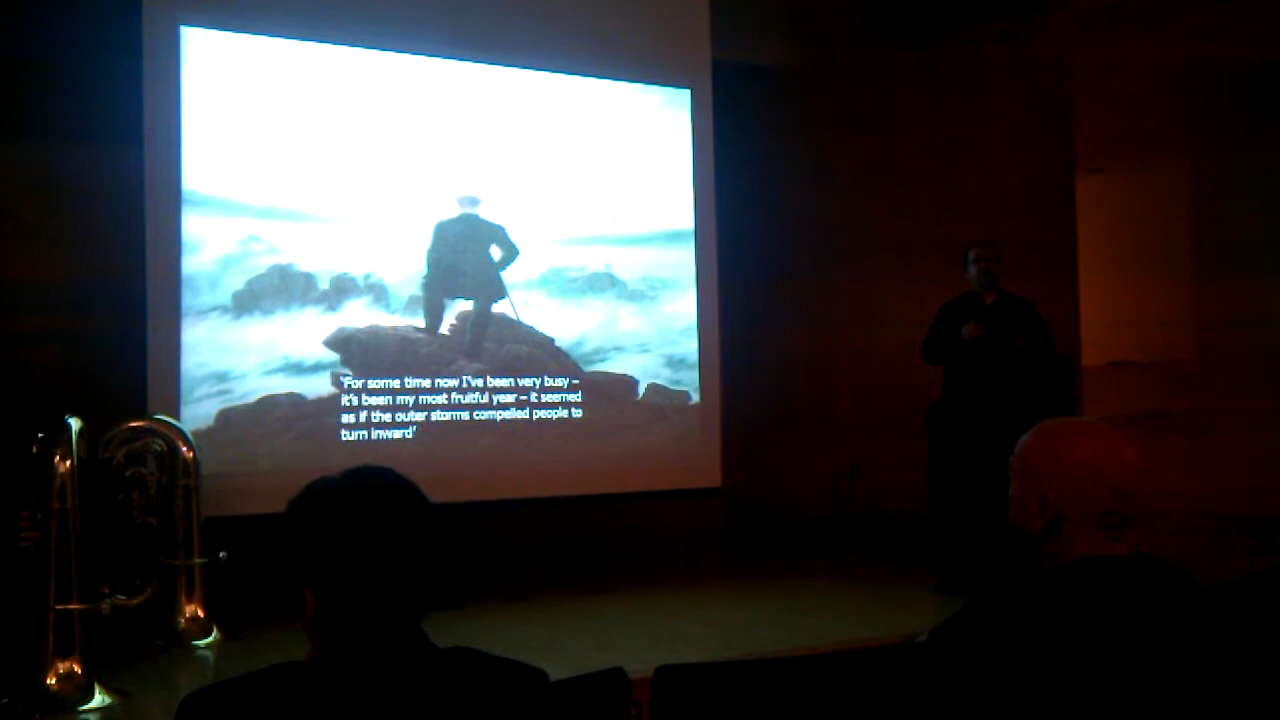 'For some time now I've been very busy –
it's been my most fruitful year – it seemed
as if the outer storms compelled people to
turn inward'